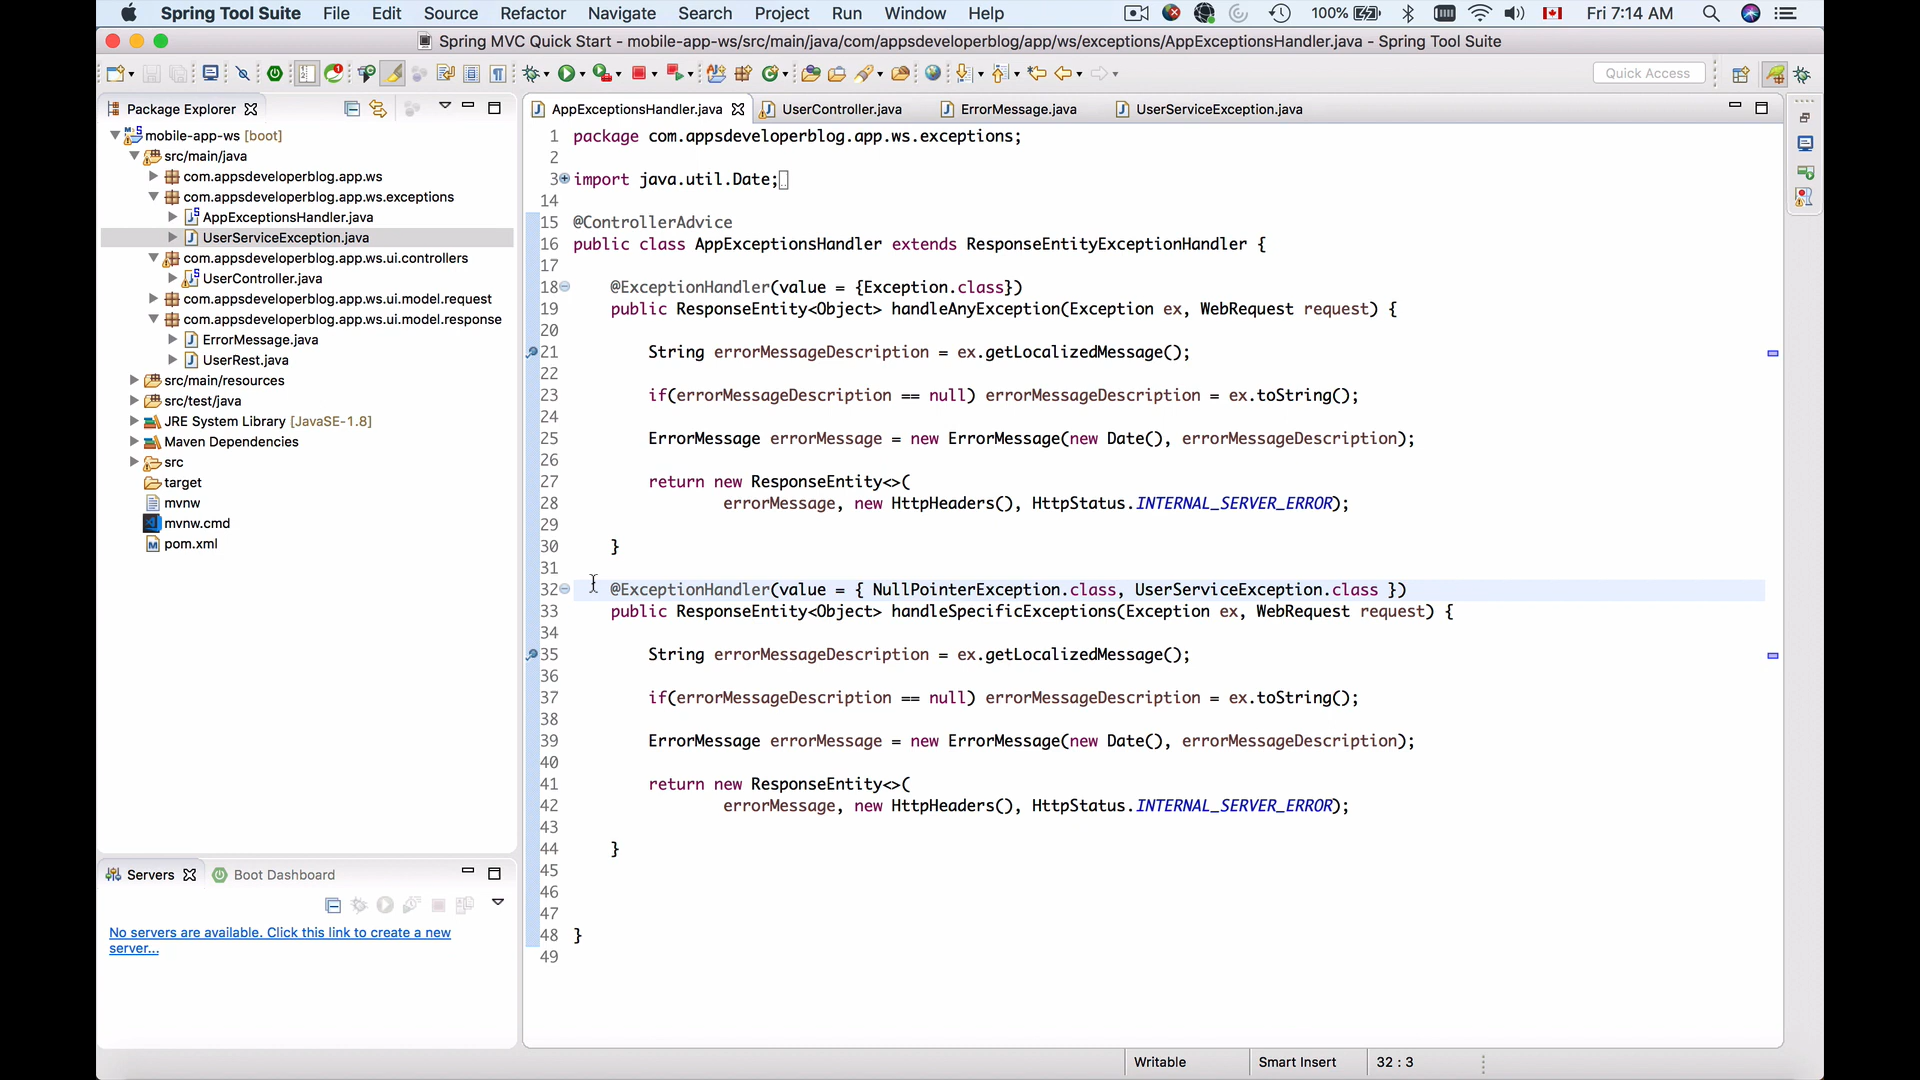 Spring Tool Suite File Edit Source Refactor Navigate Search Project Run Window Help 100% Fri 7:14 AM
Spring MVC Quick Start - mobile-app-ws/src/main/java/com/appsdeveloperblog/app/ws/exceptions/AppExceptionsHandler.java - Spring Tool Suite
Quick Access
Package Explorer
mobile-app-ws [boot]
src/main/java
com.appsdeveloperblog.app.ws
com.appsdeveloperblog.app.ws.exceptions
AppExceptionsHandler.java
UserServiceException.java
com.appsdeveloperblog.app.ws.ui.controllers
UserController.java
com.appsdeveloperblog.app.ws.ui.model.request
com.appsdeveloperblog.app.ws.ui.model.response
ErrorMessage.java
UserRest.java
src/main/resources
src/test/java
JRE System Library [JavaSE-1.8]
Maven Dependencies
src
target
mvnw
mvnw.cmd
pom.xml
Servers Boot Dashboard
No servers are available. Click this link to create a new
server...
AppExceptionsHandler.java UserController.java ErrorMessage.java UserServiceException.java
1 package com.appsdeveloperblog.app.ws.exceptions;
2
3 import java.util.Date;
14
15 @ControllerAdvice
16 public class AppExceptionsHandler extends ResponseEntityExceptionHandler {
17
18 @ExceptionHandler(value = {Exception.class})
19 public ResponseEntity<Object> handleAnyException(Exception ex, WebRequest request) {
20
21 String errorMessageDescription = ex.getLocalizedMessage();
22
23 if(errorMessageDescription == null) errorMessageDescription = ex.toString();
24
25 ErrorMessage errorMessage = new ErrorMessage(new Date(), errorMessageDescription);
26
27 return new ResponseEntity<>(
28 errorMessage, new HttpHeaders(), HttpStatus.INTERNAL_SERVER_ERROR);
29
30 }
31
32 @ExceptionHandler(value = { NullPointerException.class, UserServiceException.class })
33 public ResponseEntity<Object> handleSpecificExceptions(Exception ex, WebRequest request) {
34
35 String errorMessageDescription = ex.getLocalizedMessage();
36
37 if(errorMessageDescription == null) errorMessageDescription = ex.toString();
38
39 ErrorMessage errorMessage = new ErrorMessage(new Date(), errorMessageDescription);
40
41 return new ResponseEntity<>(
42 errorMessage, new HttpHeaders(), HttpStatus.INTERNAL_SERVER_ERROR);
43
44 }
45
46
47
48 }
49
Writable Smart Insert 32 : 3